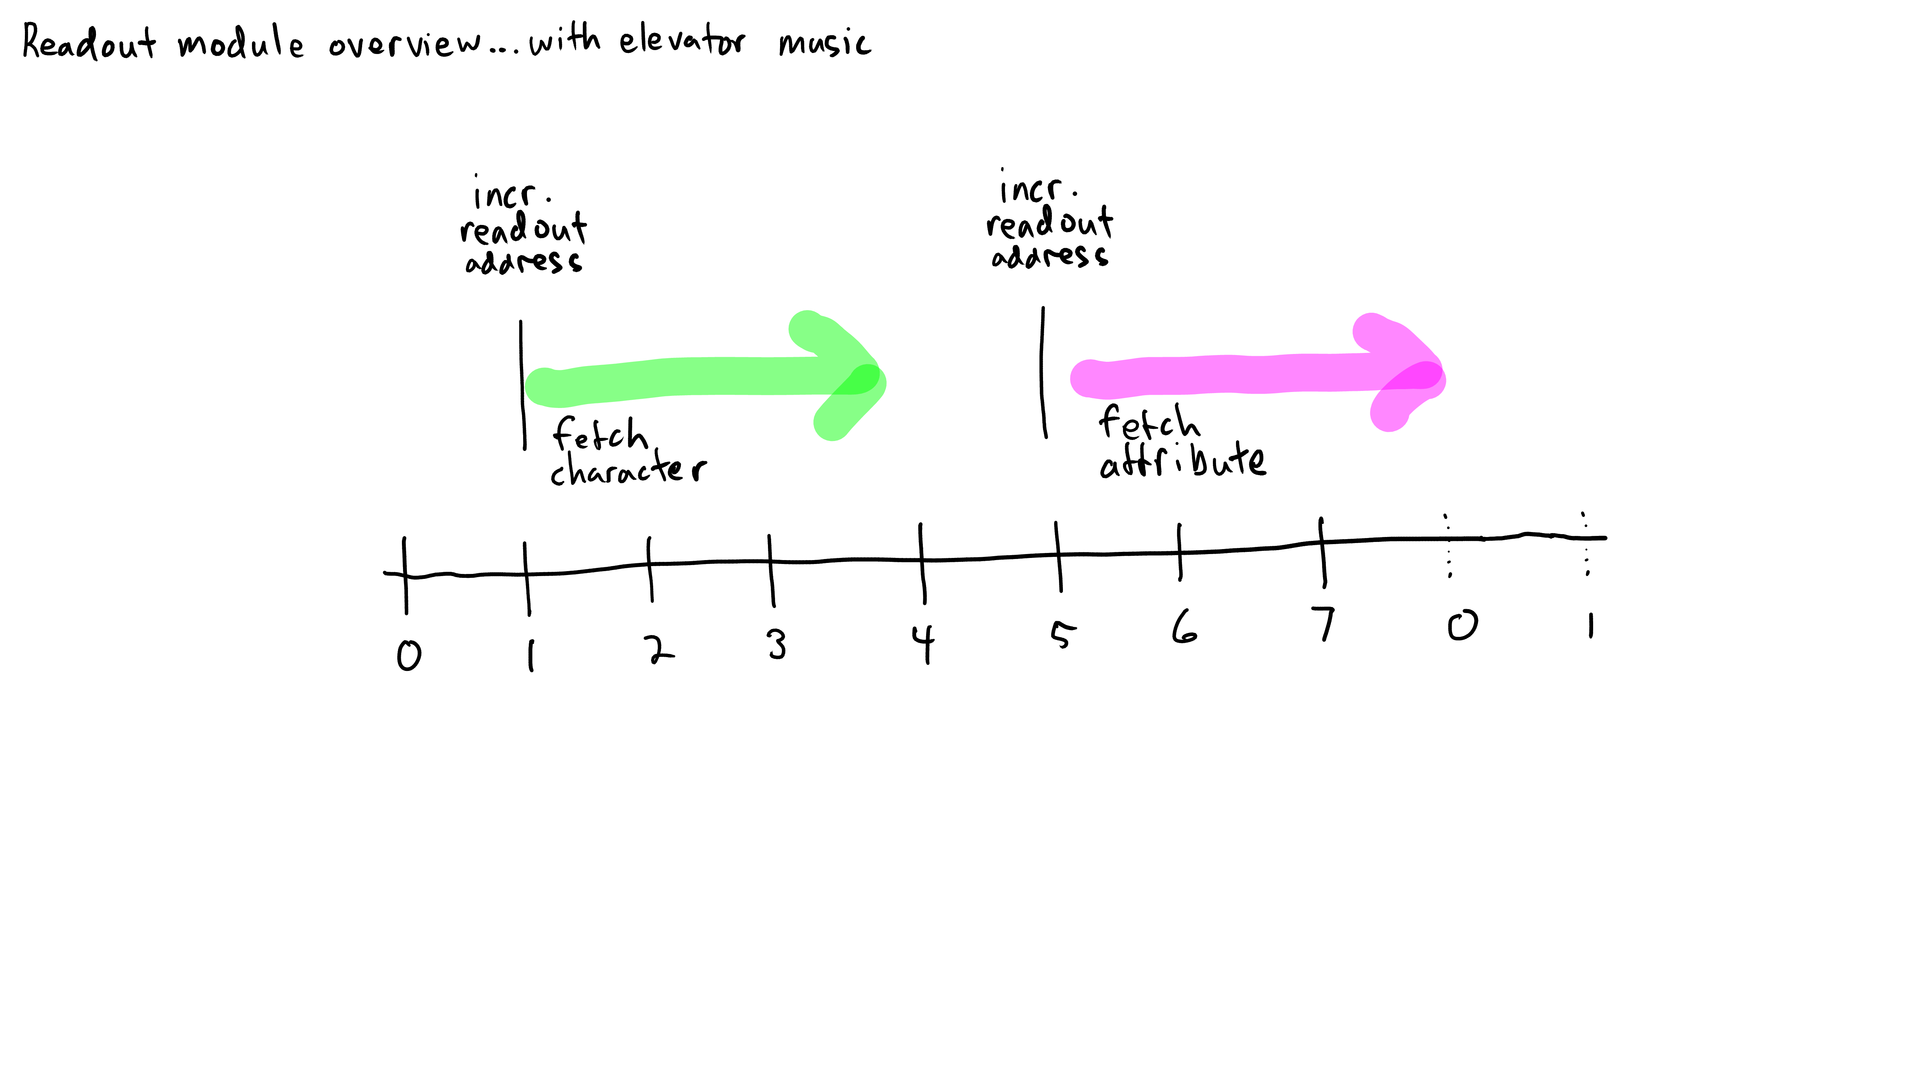 Readout module overview...with elevator music
incr.
readout
address
incr.
readout
address
fetch
character
fetch
attribute
0 1 2 3 4 5 6 7 0 1